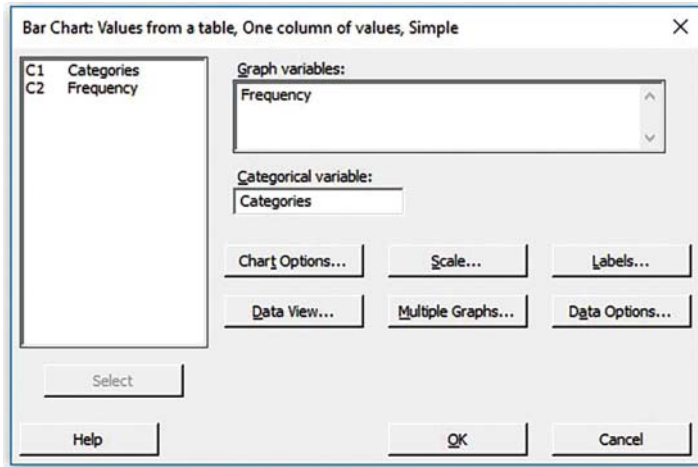 Bar Chart: Values from a table, One column of values, Simple
C1 Categories
C2 Frequency
Graph variables:
Frequency
Categorical variable:
Categories
Chart Options... Scale... Labels...
Data View... Multiple Graphs... Data Options...
Select
Help OK Cancel